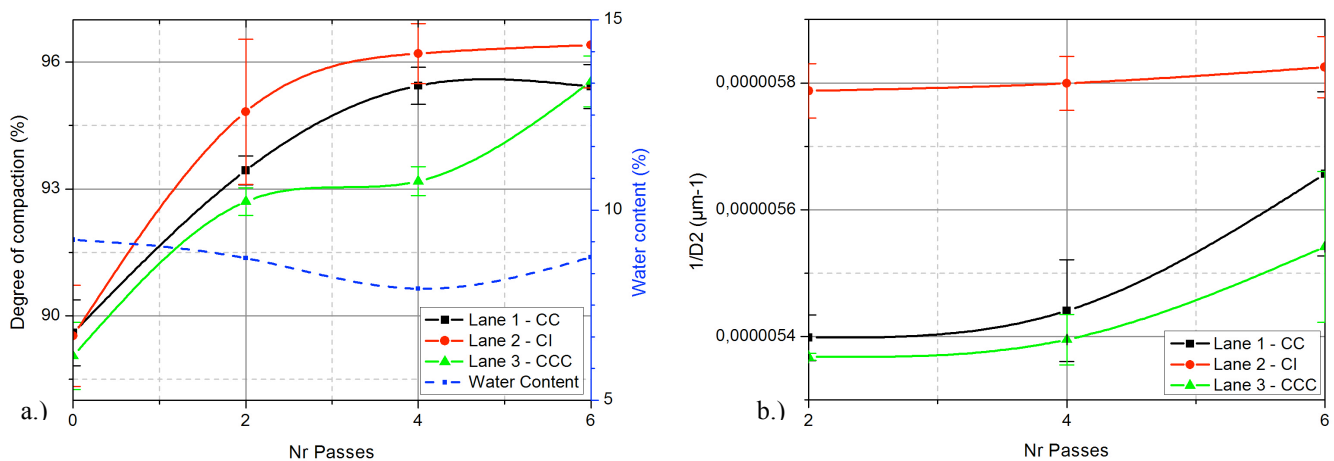 Degree of compaction (%)
96
93
90
0
2
4
6
Nr Passes
15
10
5
Water content (%)
Lane 1 - CC
Lane 2 - CI
Lane 3 - CCC
Water Content
a.)
1/D2 (µm-1)
0,0000058
0,0000056
0,0000054
2
4
6
Nr Passes
Lane 1 - CC
Lane 2 - CI
Lane 3 - CCC
b.)